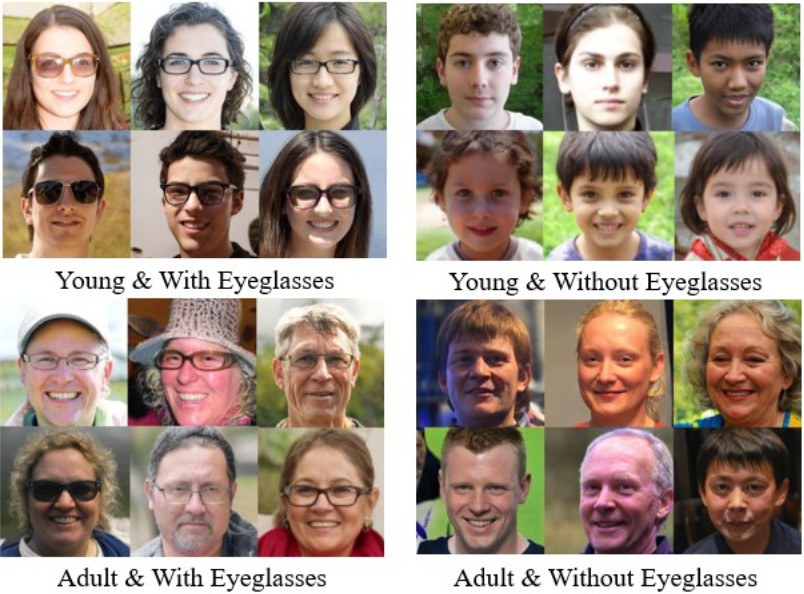 Young & With Eyeglasses
Young & Without Eyeglasses
Adult & With Eyeglasses
Adult & Without Eyeglasses